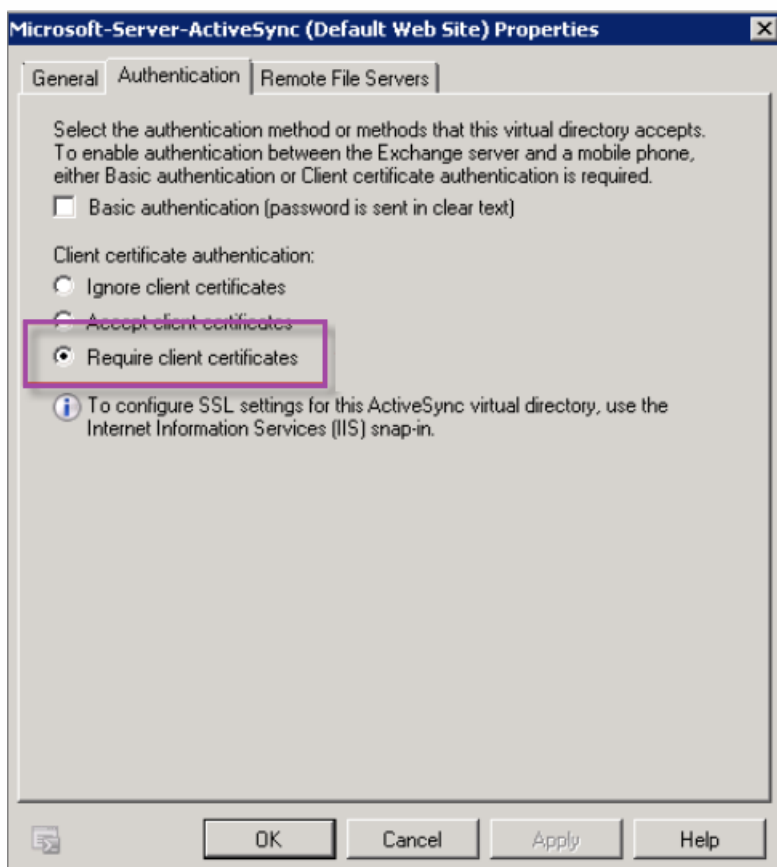 Microsoft-Server-ActiveSync (Default Web Site) Properties
General Authentication Remote File Servers
Select the authentication method or methods that this virtual directory accepts.
To enable authentication between the Exchange server and a mobile phone,
either Basic authentication or Client certificate authentication is required.
Basic authentication (password is sent in clear text)
Client certificate authentication:
Ignore client certificates
Accept client certificates
Require client certificates
To configure SSL settings for this ActiveSync virtual directory, use the
Internet Information Services (IIS) snap-in.
OK Cancel Apply Help